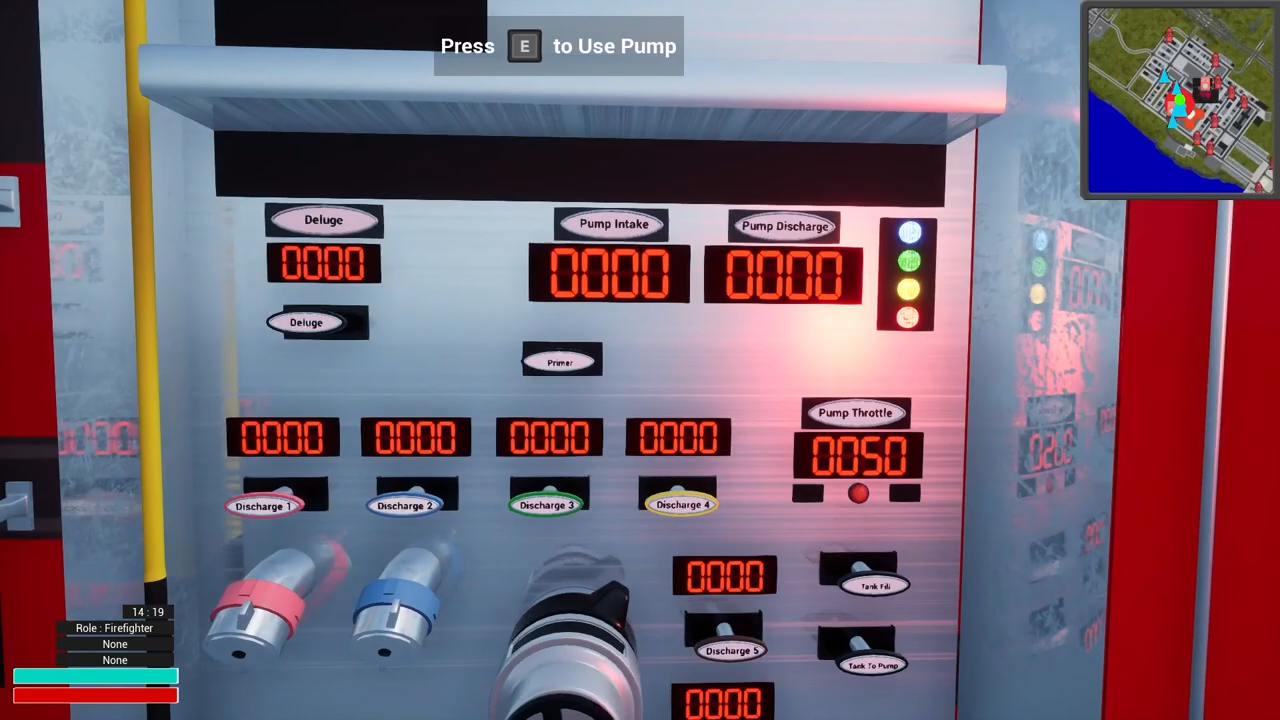 Press E to Use Pump
Deluge
Pump Intake
Pump Discharge
0000
0000
0000
Deluge
Primer
Pump Throttle
0000
0000
0000
0000
0050
Discharge 1
Discharge 2
Discharge 3
Discharge 4
0000
Tank Fill
Discharge 5
Tank To Pump
0000
14 : 19
Role : Firefighter
None
None